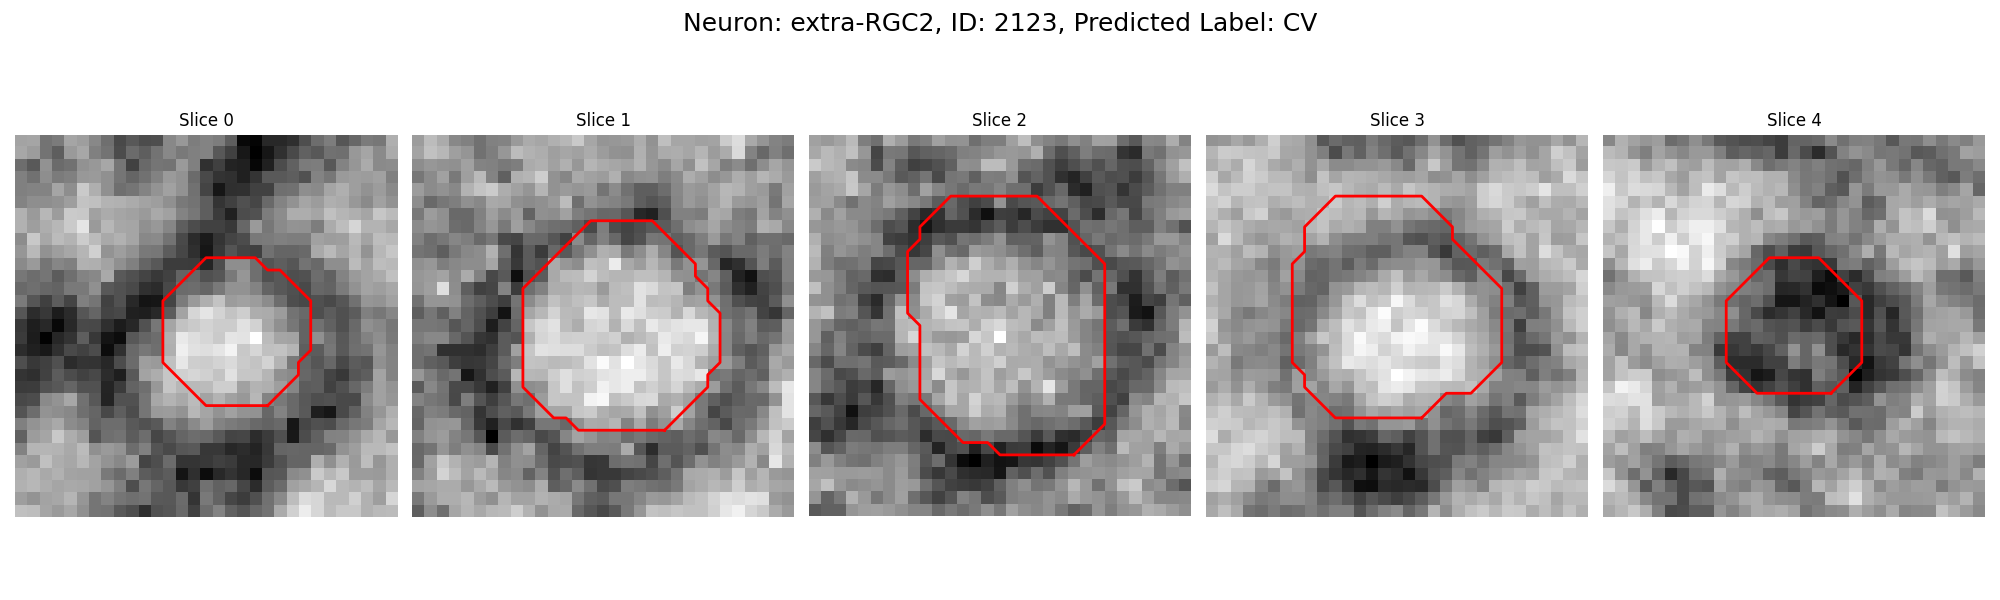 Neuron: extra-RGC2, ID: 2123, Predicted Label: CV
Slice 0
Slice 1
Slice 2
Slice 3
Slice 4